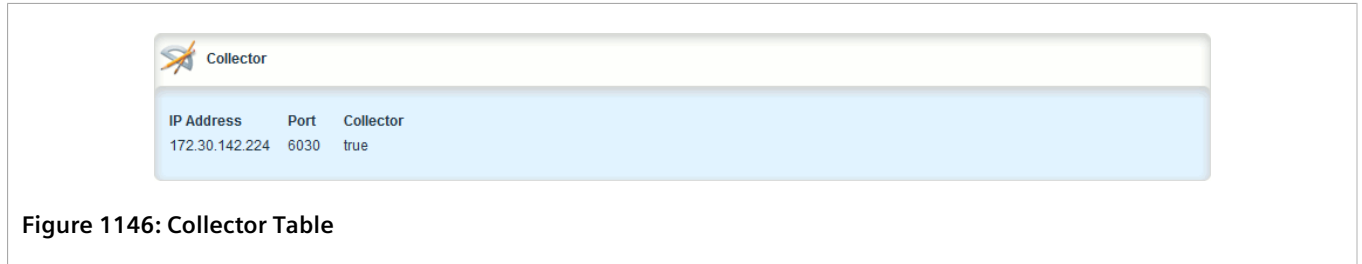 Collector
IP Address Port Collector
172.30.142.224 6030 true
Figure 1146: Collector Table